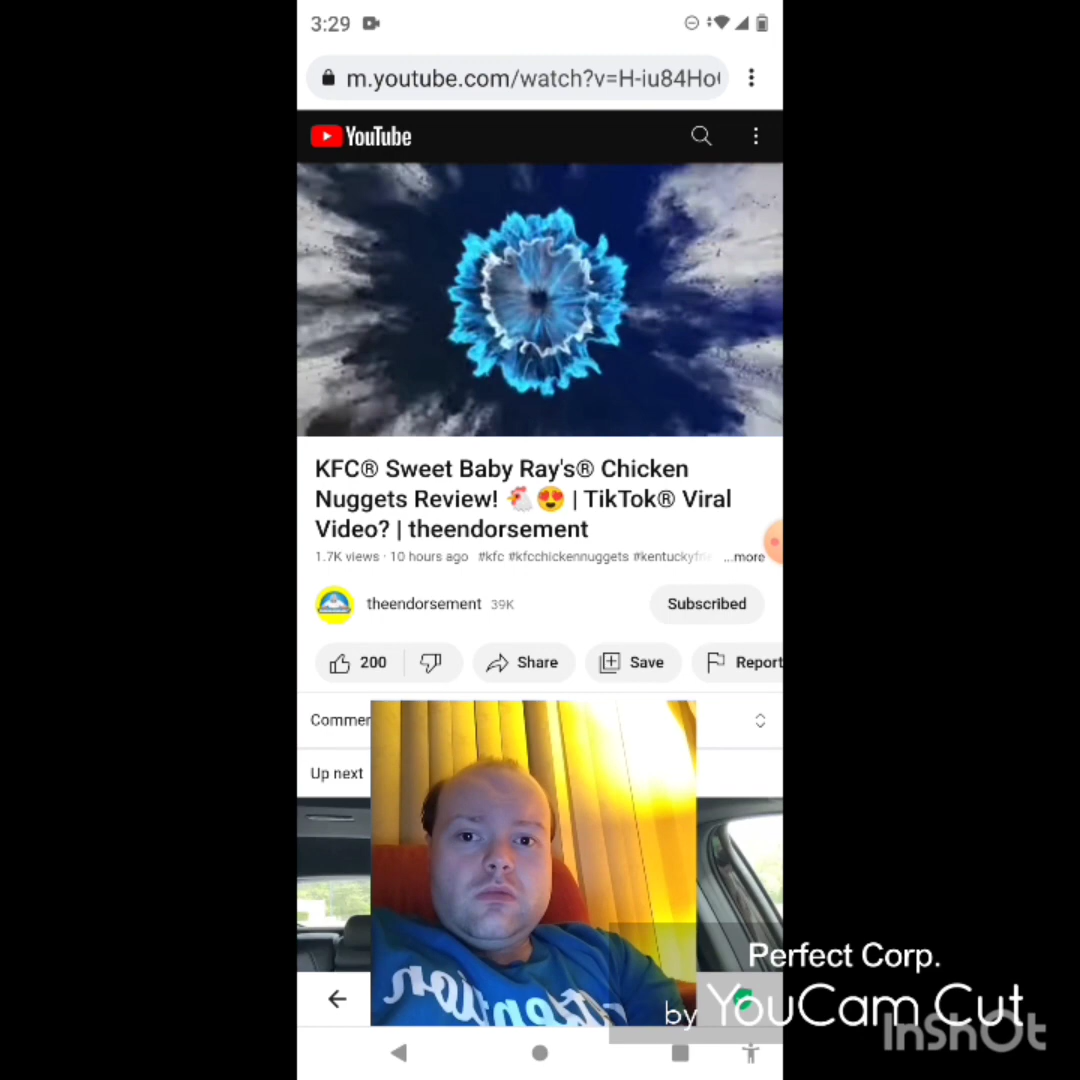 3:29
m.youtube.com/watch?v=H-iu84Ho
YouTube
KFC® Sweet Baby Ray's® Chicken
Nuggets Review! 🐔😍 | TikTok® Viral
Video? | theendorsement
1.7K views · 10 hours ago #kfc #kfcchickennuggets #kentuckyfri ...more
theendorsement 39K
Subscribed
200
Share
Save
Report
Commen
Up next
Perfect Corp.
by YouCam Cut
InShOt